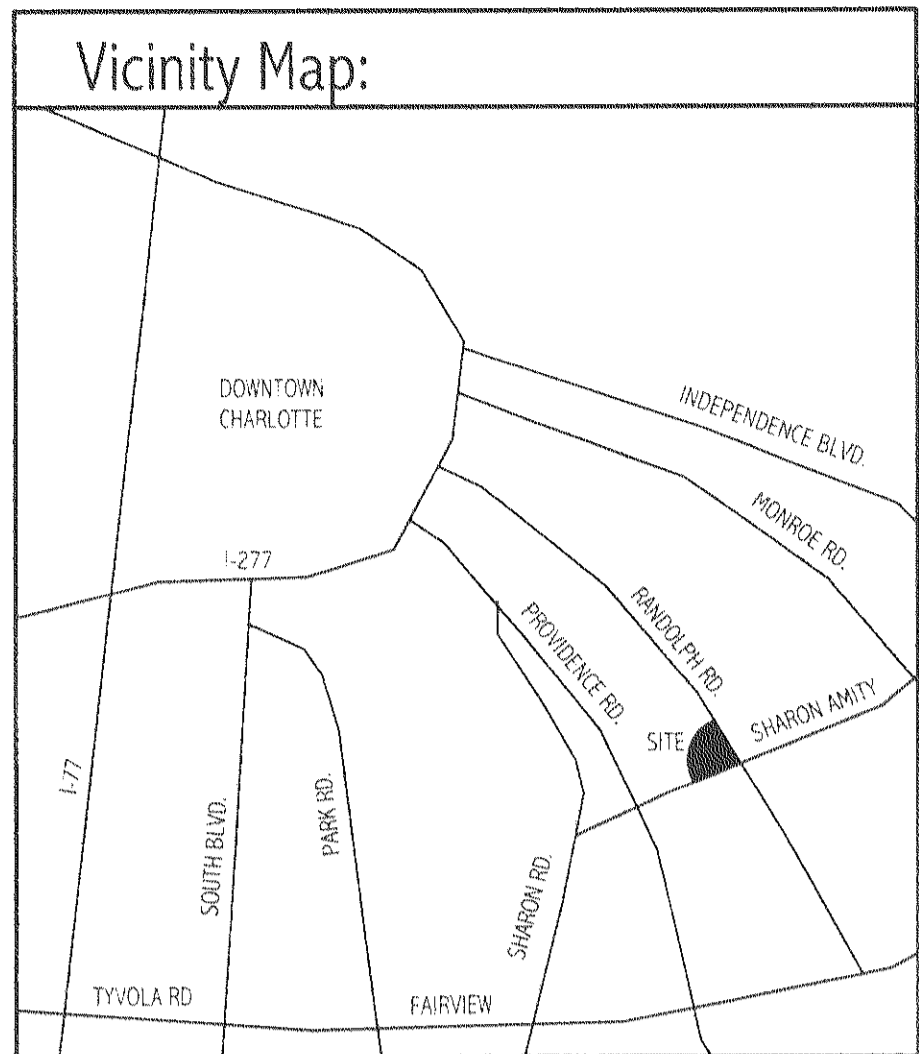 Vicinity Map:
DOWNTOWN
CHARLOTTE
INDEPENDENCE BLVD.
MONROE RD.
I-277
RANDOLPH RD.
PROVIDENCE RD.
SHARON AMITY
SITE
I-77
SOUTH BLVD.
PARK RD.
SHARON RD.
TYVOLA RD
FAIRVIEW